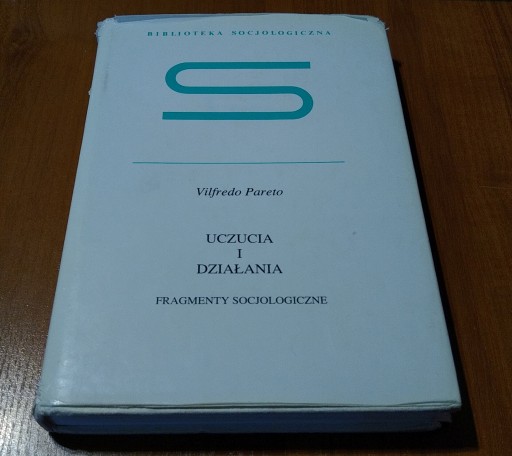 BIBLIOTEKA SOCJOLOGICZNA
S
Vilfredo Pareto
UCZUCIA
I
DZIAŁANIA
FRAGMENTY SOCJOLOGICZNE